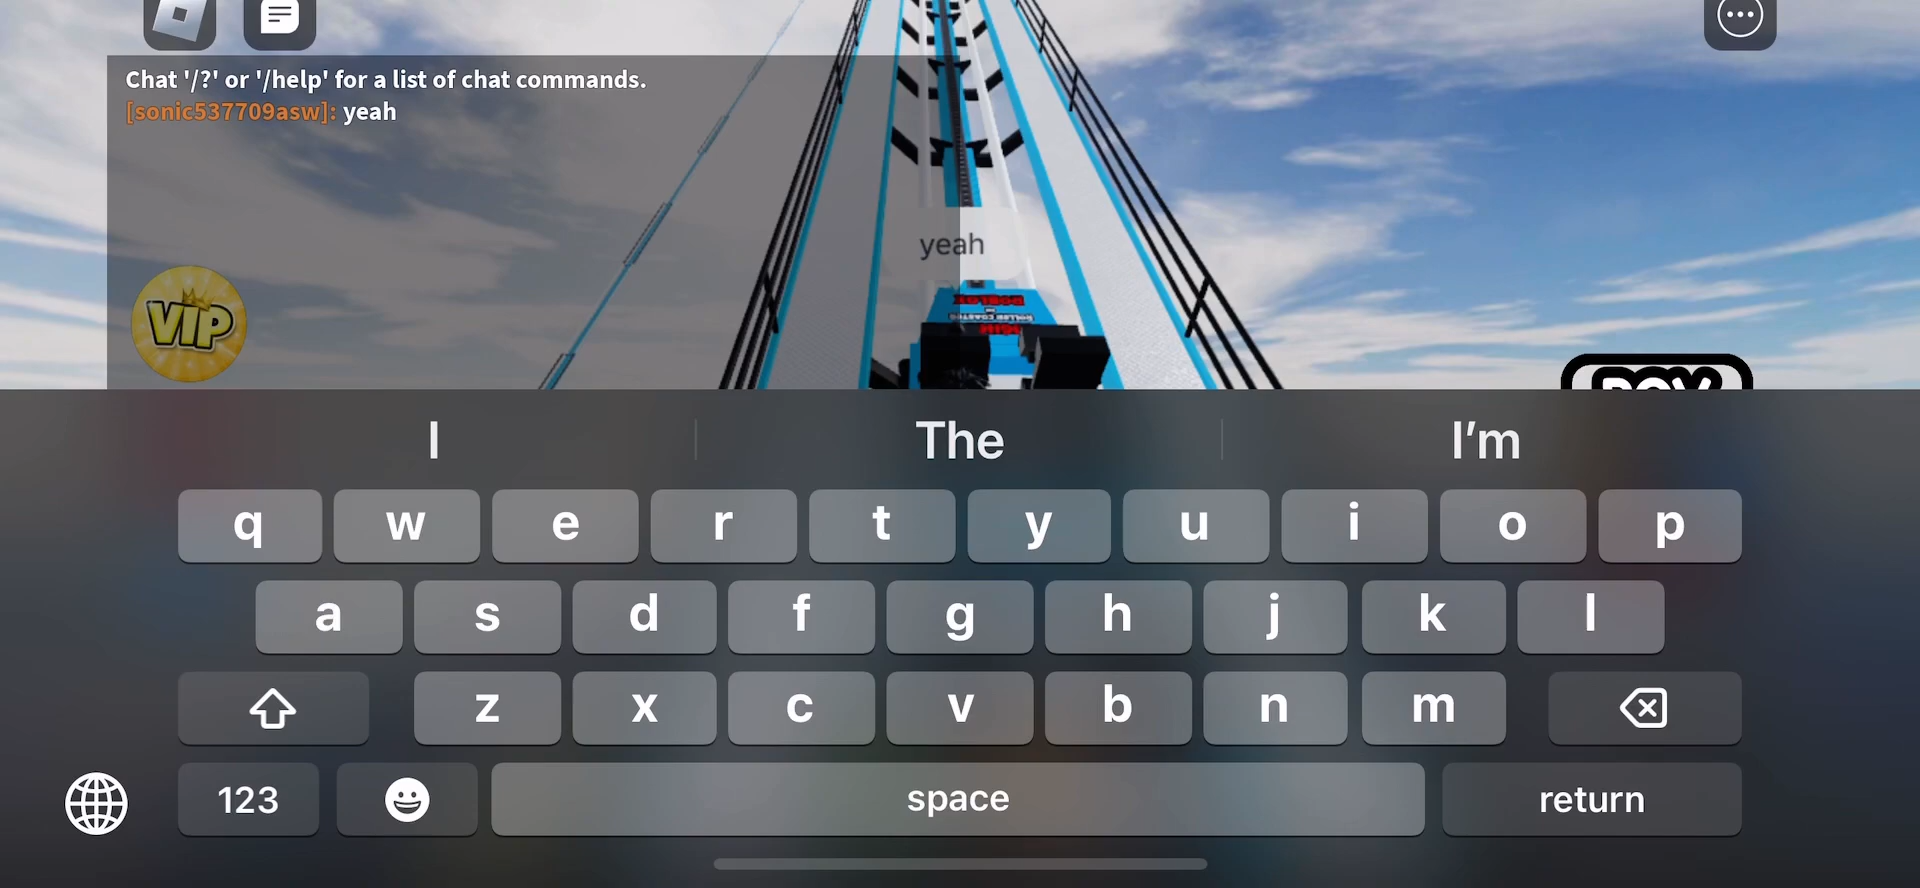 Chat '/?' or '/help' for a list of chat commands.
[sonic537709asw]: yeah
yeah
VIP
I The I'm
q w e r t y u i o p
a s d f g h j k l
z x c v b n m
123 space return